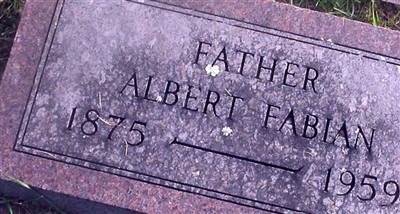 FATHER
ALBERT FABIAN
1875 — 1959